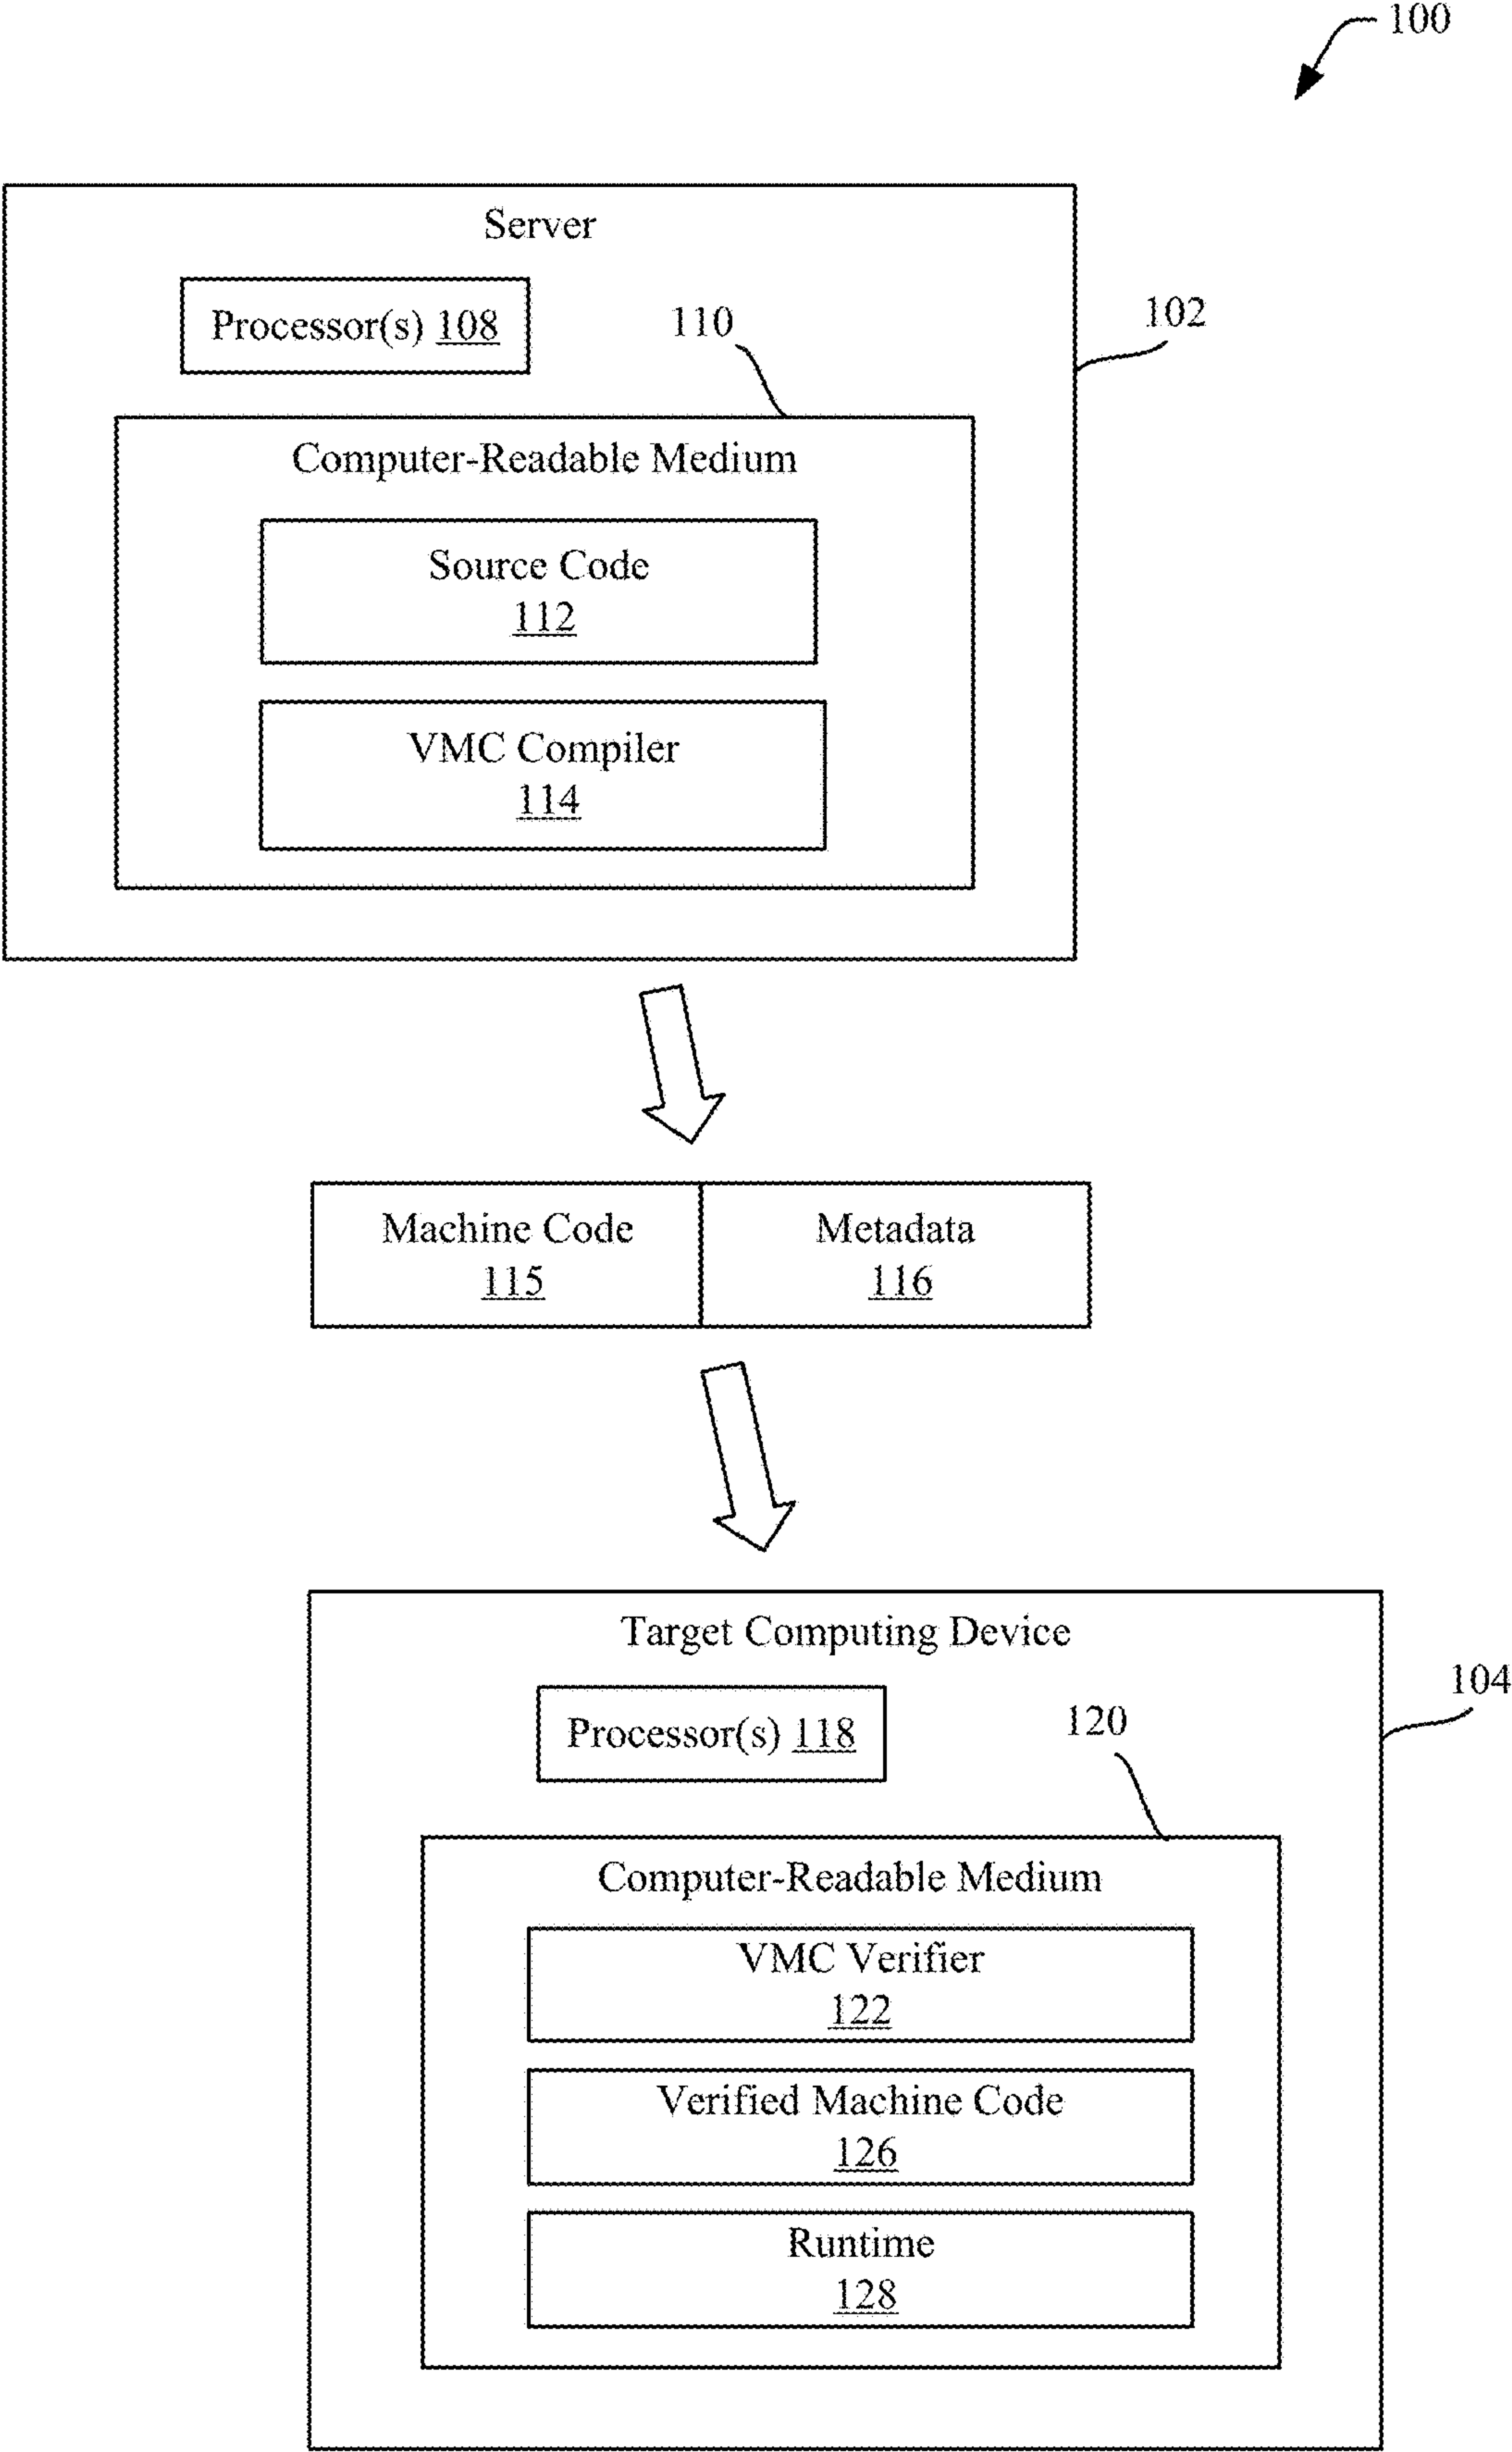 100
Server
Processor(s) 108
110
102
Computer-Readable Medium
Source Code
112
VMC Compiler
114
Machine Code
115
Metadata
116
Target Computing Device
Processor(s) 118
120
104
Computer-Readable Medium
VMC Verifier
122
Verified Machine Code
126
Runtime
128